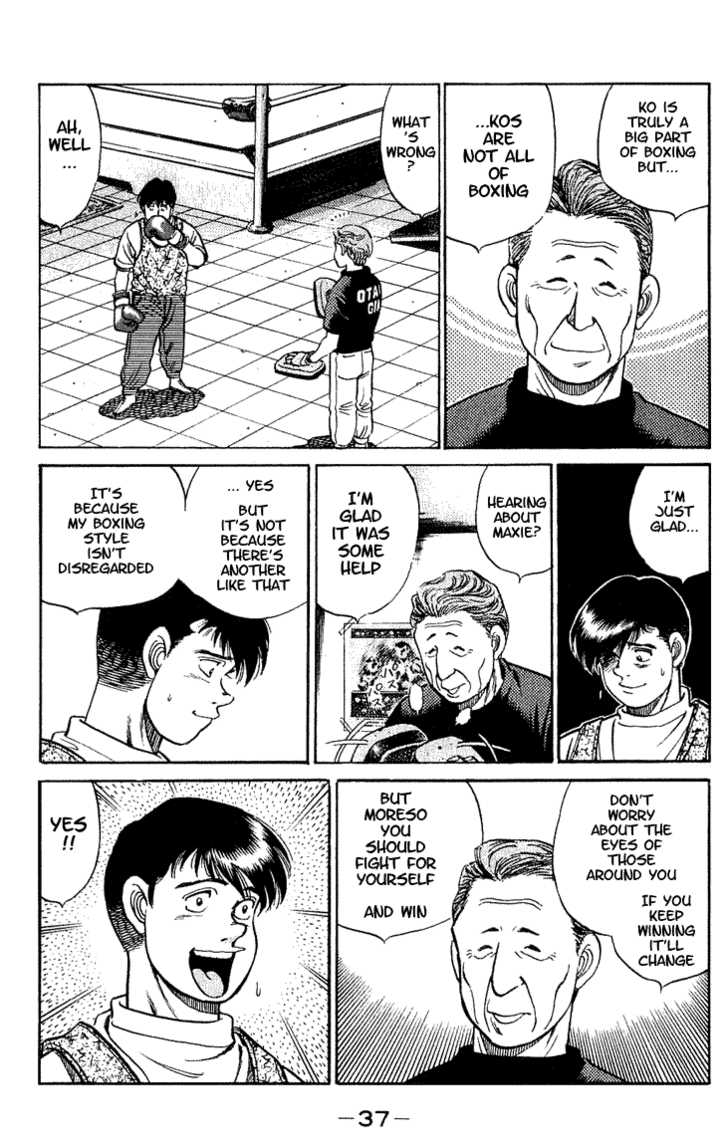 KO IS
TRULY A
BIG PART
OF BOXING
BUT...
...KOS
ARE
NOT ALL
OF
BOXING
WHAT
'S
WRONG
?
AH,
WELL
...
OTA
GI
I'M
JUST
GLAD...
HEARING
ABOUT
MAXIE?
I'M
GLAD
IT WAS
SOME
HELP
... YES
BUT
IT'S NOT
BECAUSE
THERE'S
ANOTHER
LIKE THAT
IT'S
BECAUSE
MY BOXING
STYLE
ISN'T
DISREGARDED
DON'T
WORRY
ABOUT THE
EYES OF
THOSE
AROUND YOU
IF YOU
KEEP
WINNING
IT'LL
CHANGE
BUT
MORESO
YOU
SHOULD
FIGHT FOR
YOURSELF
AND WIN
YES
!!
—37—